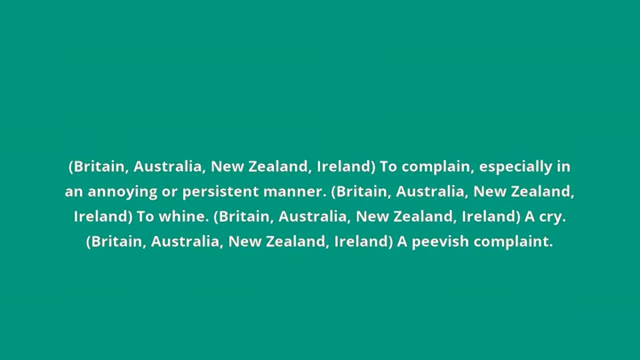 (Britain, Australia, New Zealand, Ireland) To complain, especially in
an annoying or persistent manner. (Britain, Australia, New Zealand,
Ireland) To whine. (Britain, Australia, New Zealand, Ireland) A cry.
(Britain, Australia, New Zealand, Ireland) A peevish complaint.